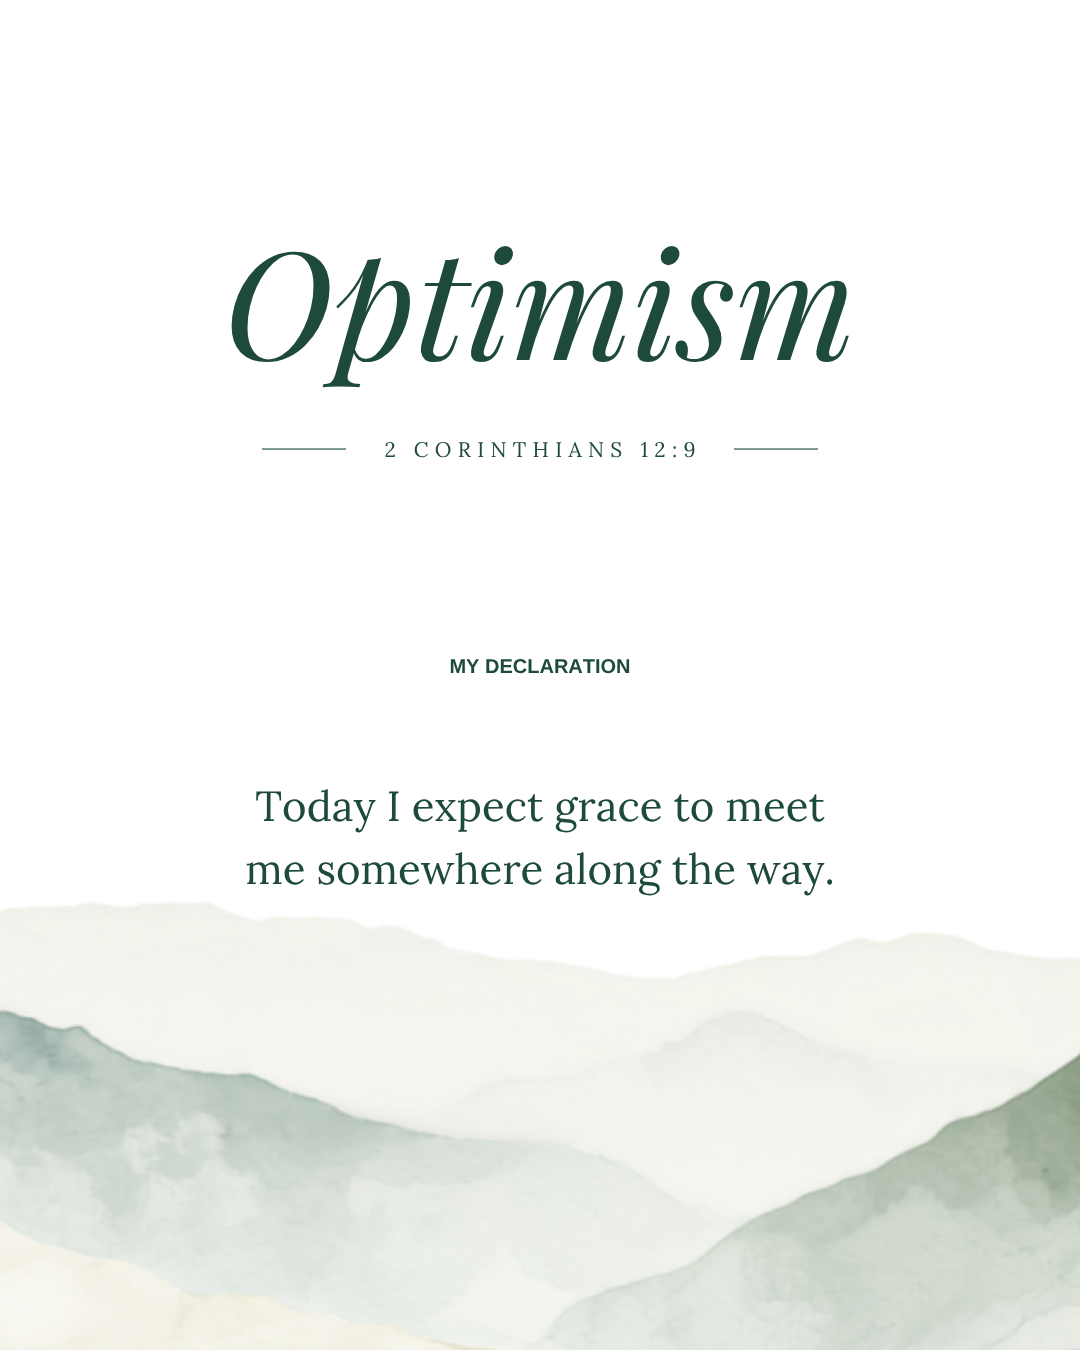 Optimism
2 CORINTHIANS 12:9
MY DECLARATION
Today I expect grace to meet
me somewhere along the way.